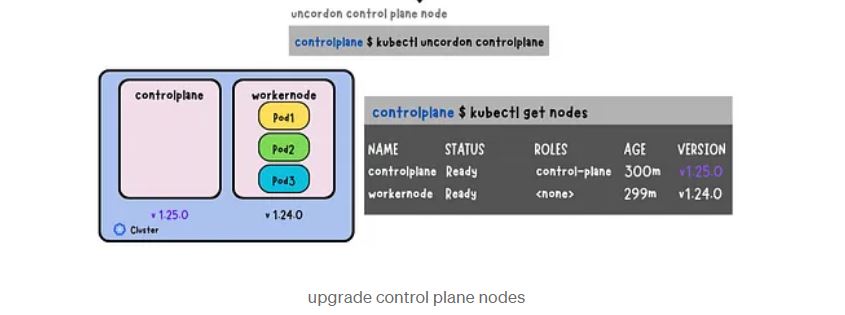 uncordon control plane node
controlplane $ kubectl uncordon controlplane
controlplane workernode
Pod1
Pod2
Pod3
v 1.25.0 v 1.24.0
Cluster
controlplane $ kubectl get nodes
NAME STATUS ROLES AGE VERSION
controlplane Ready control-plane 300m v1.25.0
workernode Ready <none> 299m v1.24.0
upgrade control plane nodes